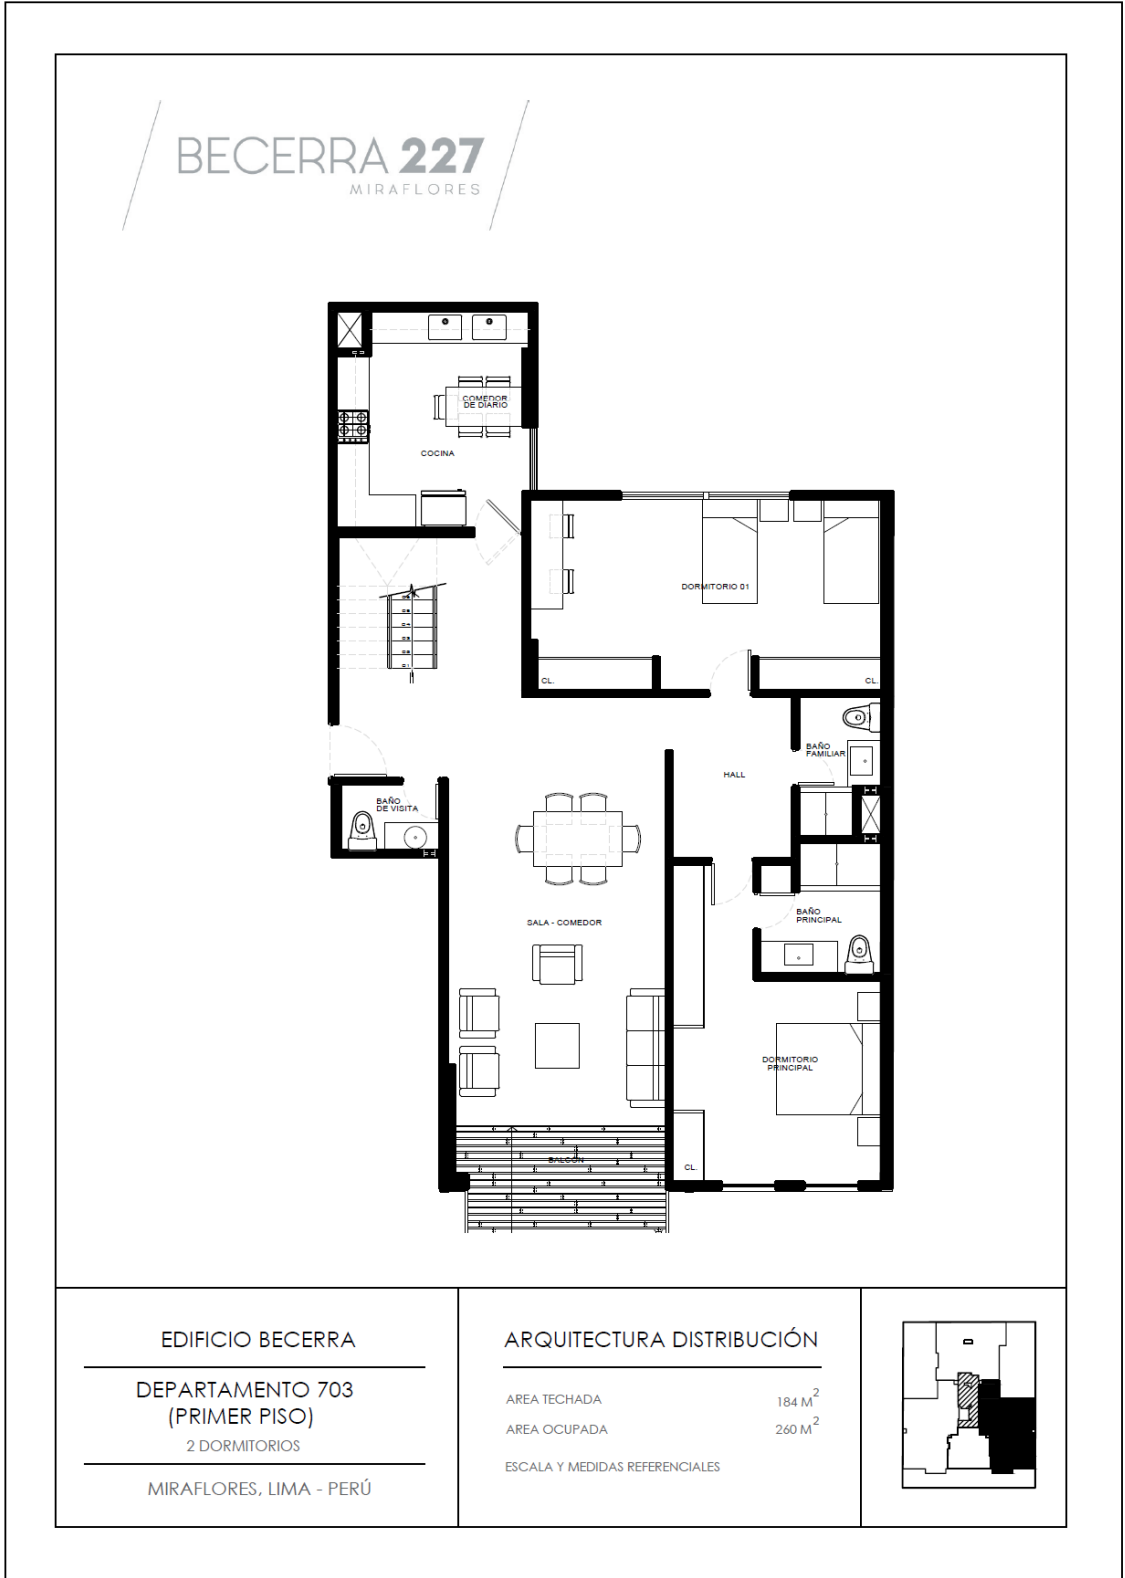 BECERRA 227
MIRAFLORES
COMEDOR
DE DIARIO
COCINA
DORMITORIO 01
CL.
CL.
BAÑO
FAMILIAR
HALL
BAÑO
DE VISITA
BAÑO
PRINCIPAL
SALA - COMEDOR
DORMITORIO
PRINCIPAL
BALCÓN
CL.
EDIFICIO BECERRA
DEPARTAMENTO 703
(PRIMER PISO)
2 DORMITORIOS
MIRAFLORES, LIMA - PERÚ
ARQUITECTURA DISTRIBUCIÓN
AREA TECHADA 184 M2
AREA OCUPADA 260 M2
ESCALA Y MEDIDAS REFERENCIALES